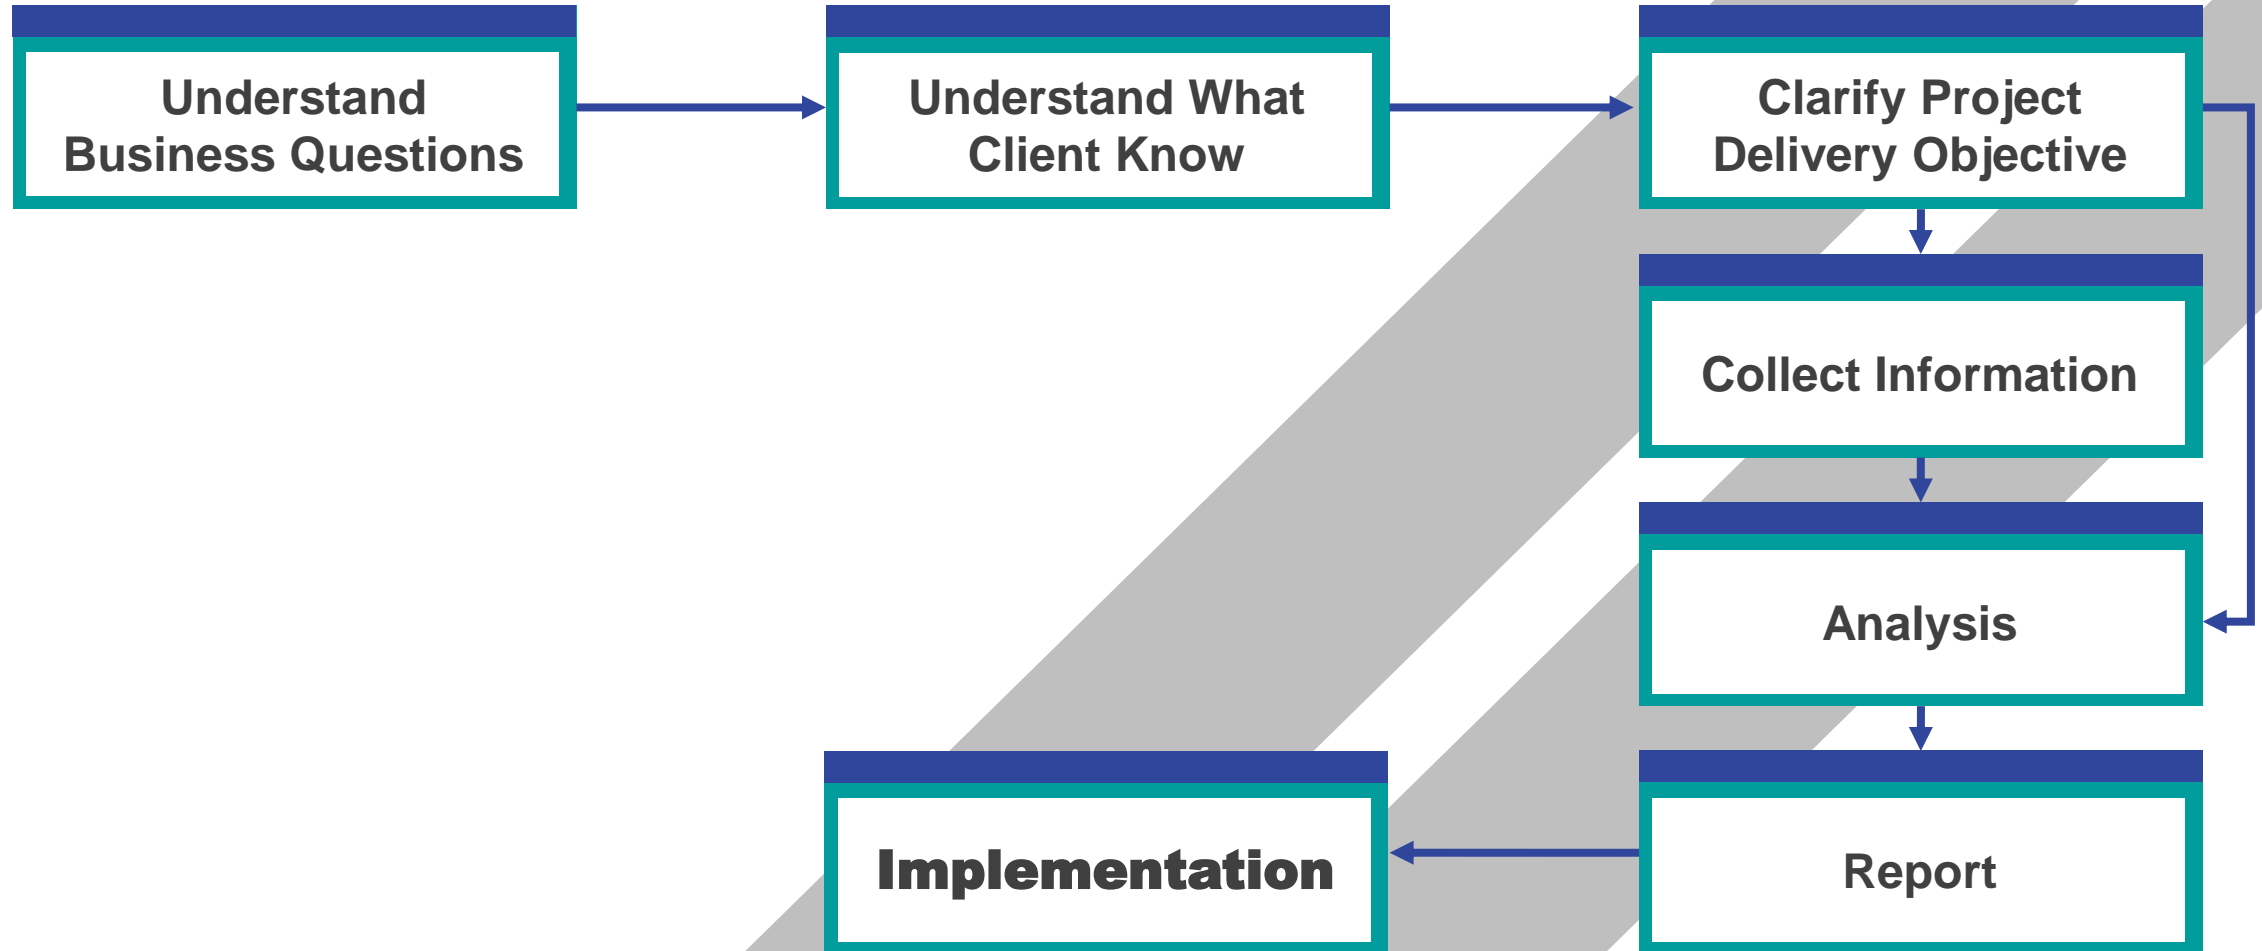 Understand
Business Questions
Understand What
Client Know
Clarify Project
Delivery Objective
Collect Information
Analysis
Implementation
Report